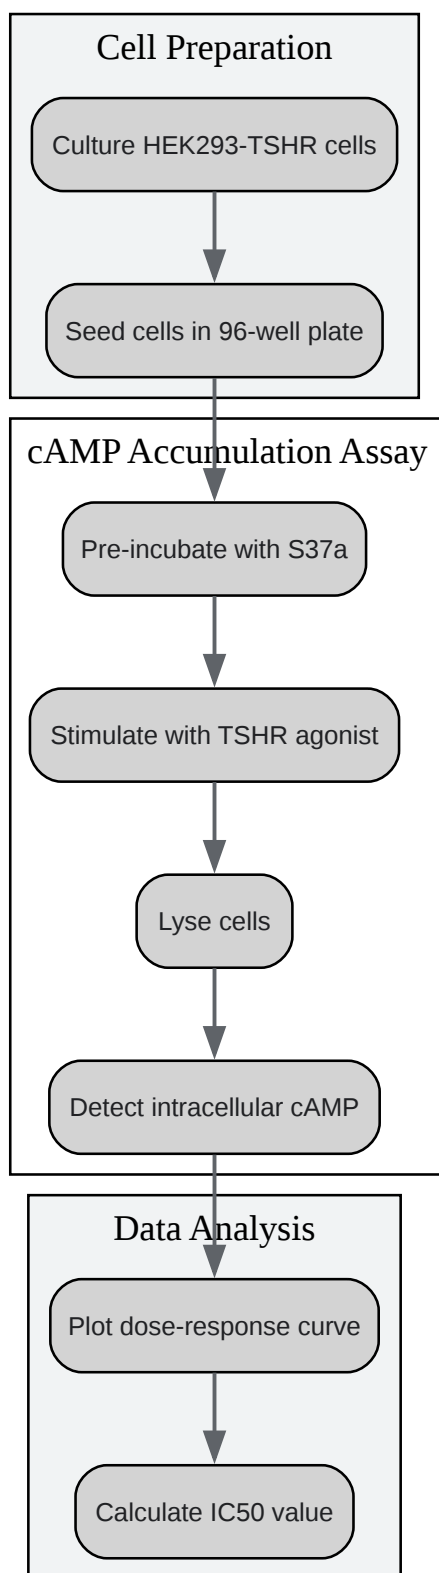 Cell Preparation
Culture HEK293-TSHR cells
Seed cells in 96-well plate
cAMP Accumulation Assay
Pre-incubate with S37a
Stimulate with TSHR agonist
Lyse cells
Detect intracellular cAMP
Data Analysis
Plot dose-response curve
Calculate IC50 value